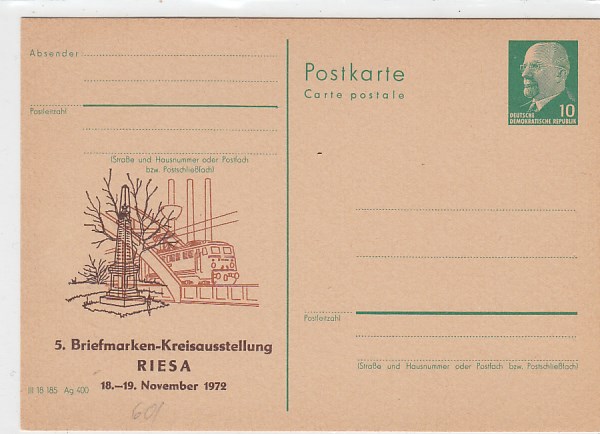 Absender
Postleitzahl
(Straße und Hausnummer oder Postfach
bzw. Postschließfach)
5. Briefmarken-Kreisausstellung
RIESA
18.—19. November 1972
III 18 185 Ag 400
601
Postkarte
Carte postale
10
DEUTSCHE
DEMOKRATISCHE REPUBLIK
Postleitzahl
(Straße und Hausnummer oder Postfach bzw. Postschließfach)